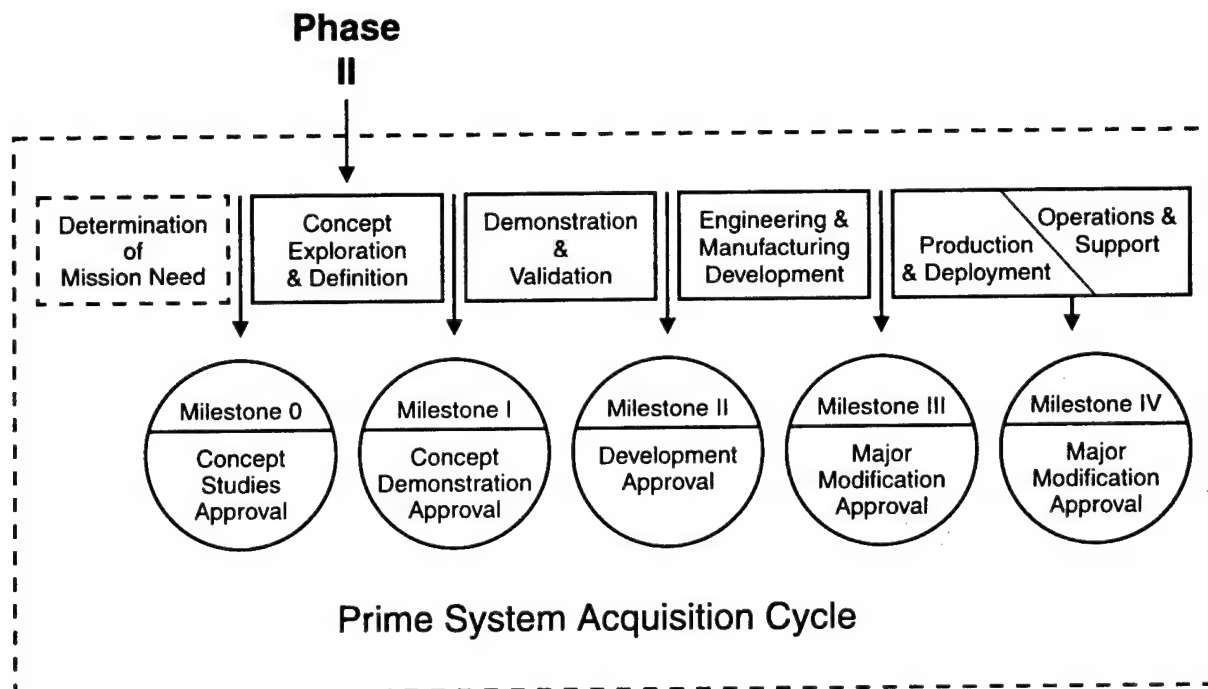 Phase
II
Determination
of
Mission Need
Concept
Exploration
& Definition
Demonstration
&
Validation
Engineering &
Manufacturing
Development
Production
& Deployment
Operations &
Support
Milestone 0
Concept
Studies
Approval
Milestone I
Concept
Demonstration
Approval
Milestone II
Development
Approval
Milestone III
Major
Modification
Approval
Milestone IV
Major
Modification
Approval
Prime System Acquisition Cycle